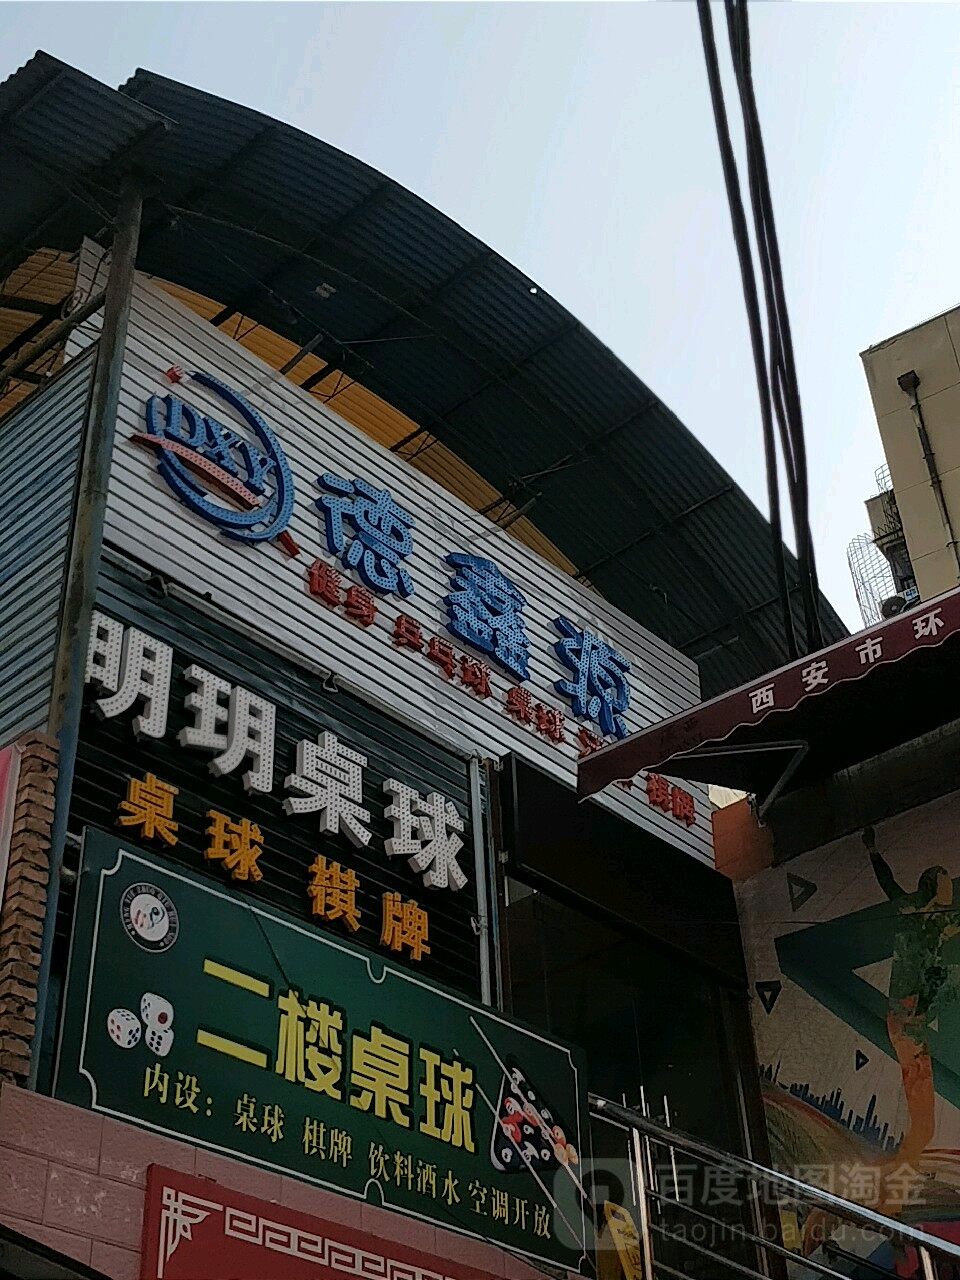 DXY
德鑫源
健身 乒乓球 桌球
棋牌
明玥桌球
桌球 棋牌
西安市环
二楼桌球
内设：桌球 棋牌 饮料酒水 空调开放
百度地图淘金
taojin.baidu.com